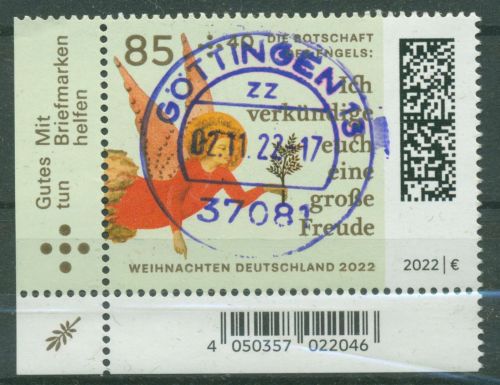 Gutes
tun
Mit
Briefmarken
helfen
85 + 40
DIE BOTSCHAFT
DES ENGELS:
Ich
verkündige
euch
eine
große
Freude
GÖTTINGEN 13
zz
02.11.22-17
37081
WEIHNACHTEN DEUTSCHLAND 2022
2022 | €
4 050357 022046